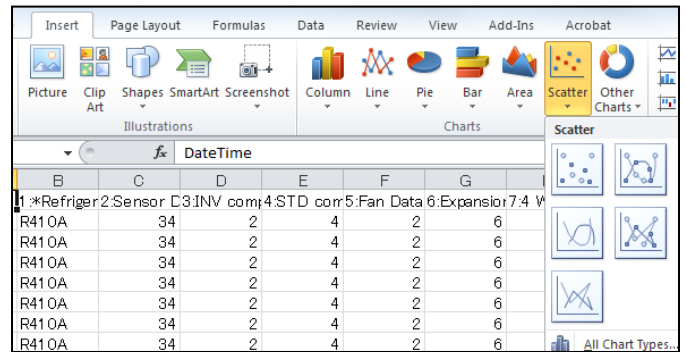 Insert Page Layout Formulas Data Review View Add-Ins Acrobat
Picture Clip Art Shapes SmartArt Screenshot Column Line Pie Bar Area Scatter Other Charts
Illustrations Charts Scatter
fx DateTime
B C D E F G
1:*Refriger 2:Sensor D 3:INV comp 4:STD com 5:Fan Data 6:Expansion 7:4 W
R410A 34 2 4 2 6
R410A 34 2 4 2 6
R410A 34 2 4 2 6
R410A 34 2 4 2 6
R410A 34 2 4 2 6
R410A 34 2 4 2 6
R410A 34 2 4 2 6
All Chart Types...